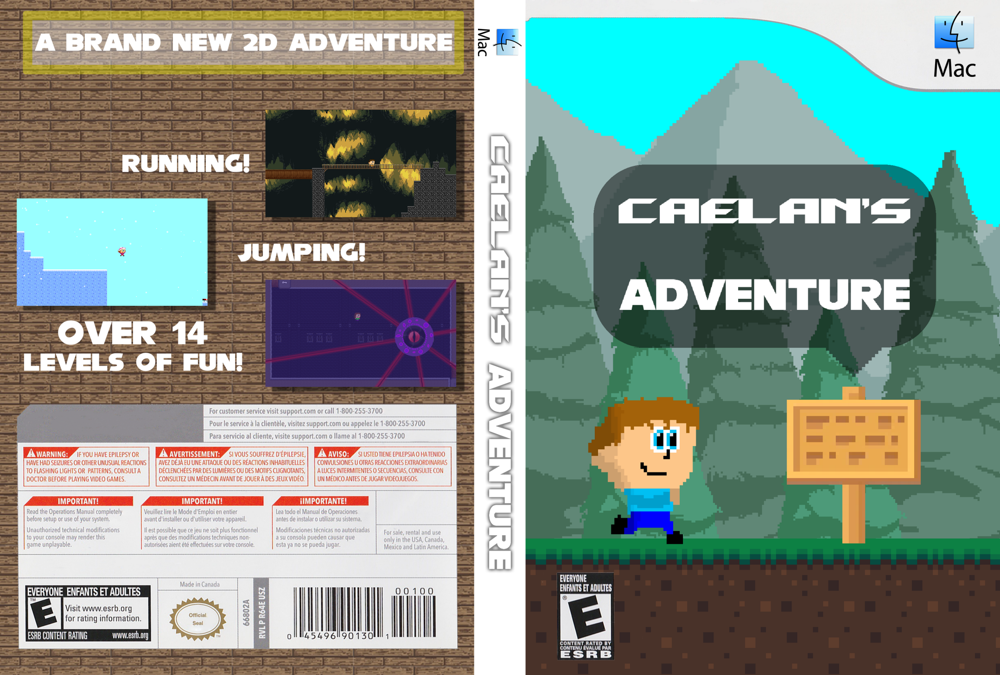 A BRAND NEW 2D ADVENTURE
RUNNING!
JUMPING!
OVER 14
LEVELS OF FUN!
For customer service visit support.com or call 1-800-255-3700
Pour le service à la clientèle, visitez support.com ou appelez le 1-800-255-3700
Para servicio al cliente, visite support.com o llame al 1-800-255-3700
WARNING: IF YOU HAVE EPILEPSY OR
HAVE HAD SEIZURES OR OTHER UNUSUAL REACTIONS
TO FLASHING LIGHTS OR PATTERNS, CONSULT A
DOCTOR BEFORE PLAYING VIDEO GAMES.
AVERTISSEMENT: SI VOUS SOUFFREZ D'ÉPILEPSIE,
AVEZ DÉJÀ EU UNE ATTAQUE OU DES RÉACTIONS INHABITUELLES
DÉCLENCHÉES PAR DES LUMIÈRES OU DES MOTIFS CLIGNOTANTS,
CONSULTEZ UN MÉDECIN AVANT DE JOUER À DES JEUX VIDÉO.
AVISO: SI USTED TIENE EPILEPSIA O HA TENIDO
CONVULSIONES U OTRAS REACCIONES EXTRAORDINARIAS
A LUCES INTERMITENTES O SECUENCIAS, CONSULTE CON
UN MÉDICO ANTES DE JUGAR VIDEOJUEGOS.
IMPORTANT!
Read the Operations Manual completely
before setup or use of your system.
Unauthorized technical modifications
to your console may render this
game unplayable.
IMPORTANT!
Veuillez lire le Mode d'Emploi en entier
avant d'installer ou d'utiliser votre appareil.
Il est possible que ce jeu ne soit plus fonctionnel
après que des modifications techniques non-
autorisées aient été effectuées sur votre console.
¡IMPORTANTE!
Lea todo el Manual de Operaciones
antes de instalar o utilizar su sistema.
Modificaciones técnicas no autorizadas
a su consola pueden causar que
esta ya no se pueda jugar.
For sale, rental and use
only in the USA, Canada,
Mexico and Latin America.
EVERYONE ENFANTS ET ADULTES
TM
E
Visit www.esrb.org
for rating information.
ESRB CONTENT RATING www.esrb.org
Made in Canada
Official
Seal
TM
66802A
RVL P R64E USZ
0 45496 90130 1
00100
Mac
CAELAN'S ADVENTURE
Mac
CAELAN'S
ADVENTURE
EVERYONE
ENFANTS ET ADULTES
®
E
CONTENT RATED BY
CONTENU ÉVALUÉ PAR
ESRB